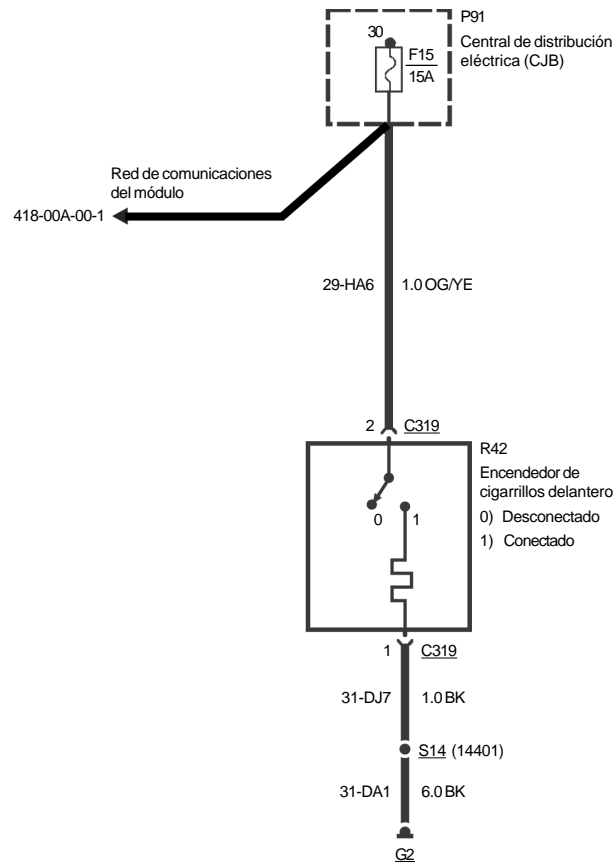 P91
Central de distribución
eléctrica (CJB)
30
F15
15A
Red de comunicaciones
del módulo
418-00A-00-1
29-HA6
1.0 OG/YE
2
C319
R42
Encendedor de
cigarrillos delantero
0) Desconectado
1) Conectado
0
1
1
C319
31-DJ7
1.0 BK
S14 (14401)
31-DA1
6.0 BK
G2